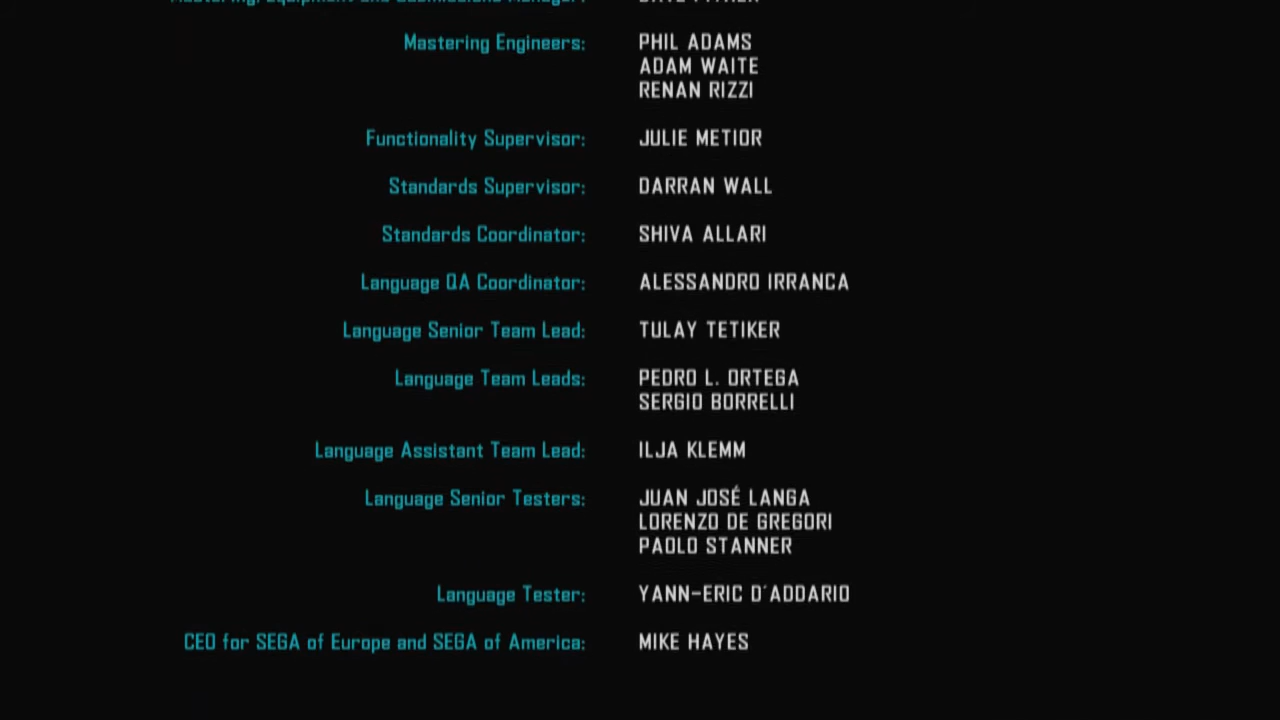 Mastering Engineers: PHIL ADAMS
ADAM WAITE
RENAN RIZZI
Functionality Supervisor: JULIE METIOR
Standards Supervisor: DARRAN WALL
Standards Coordinator: SHIVA ALLARI
Language QA Coordinator: ALESSANDRO IRRANCA
Language Senior Team Lead: TULAY TETIKER
Language Team Leads: PEDRO L. ORTEGA
SERGIO BORRELLI
Language Assistant Team Lead: ILJA KLEMM
Language Senior Testers: JUAN JOSÉ LANGA
LORENZO DE GREGORI
PAOLO STANNER
Language Tester: YANN-ERIC D´ADDARIO
CEO for SEGA of Europe and SEGA of America: MIKE HAYES